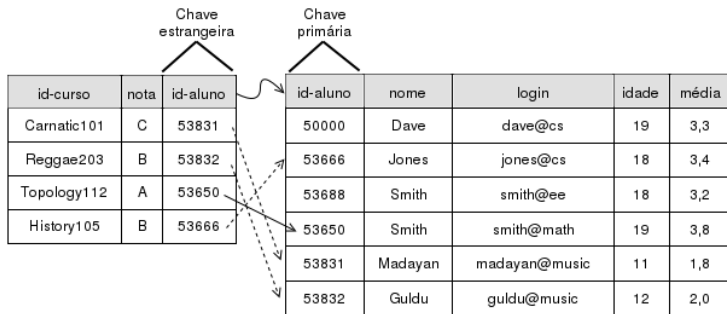 Chave
estrangeira
Chave
primária
id-curso nota id-aluno
Carnatic101 C 53831
Reggae203 B 53832
Topology112 A 53650
History105 B 53666
id-aluno nome login idade média
50000 Dave dave@cs 19 3,3
53666 Jones jones@cs 18 3,4
53688 Smith smith@ee 18 3,2
53650 Smith smith@math 19 3,8
53831 Madayan madayan@music 11 1,8
53832 Guldu guldu@music 12 2,0